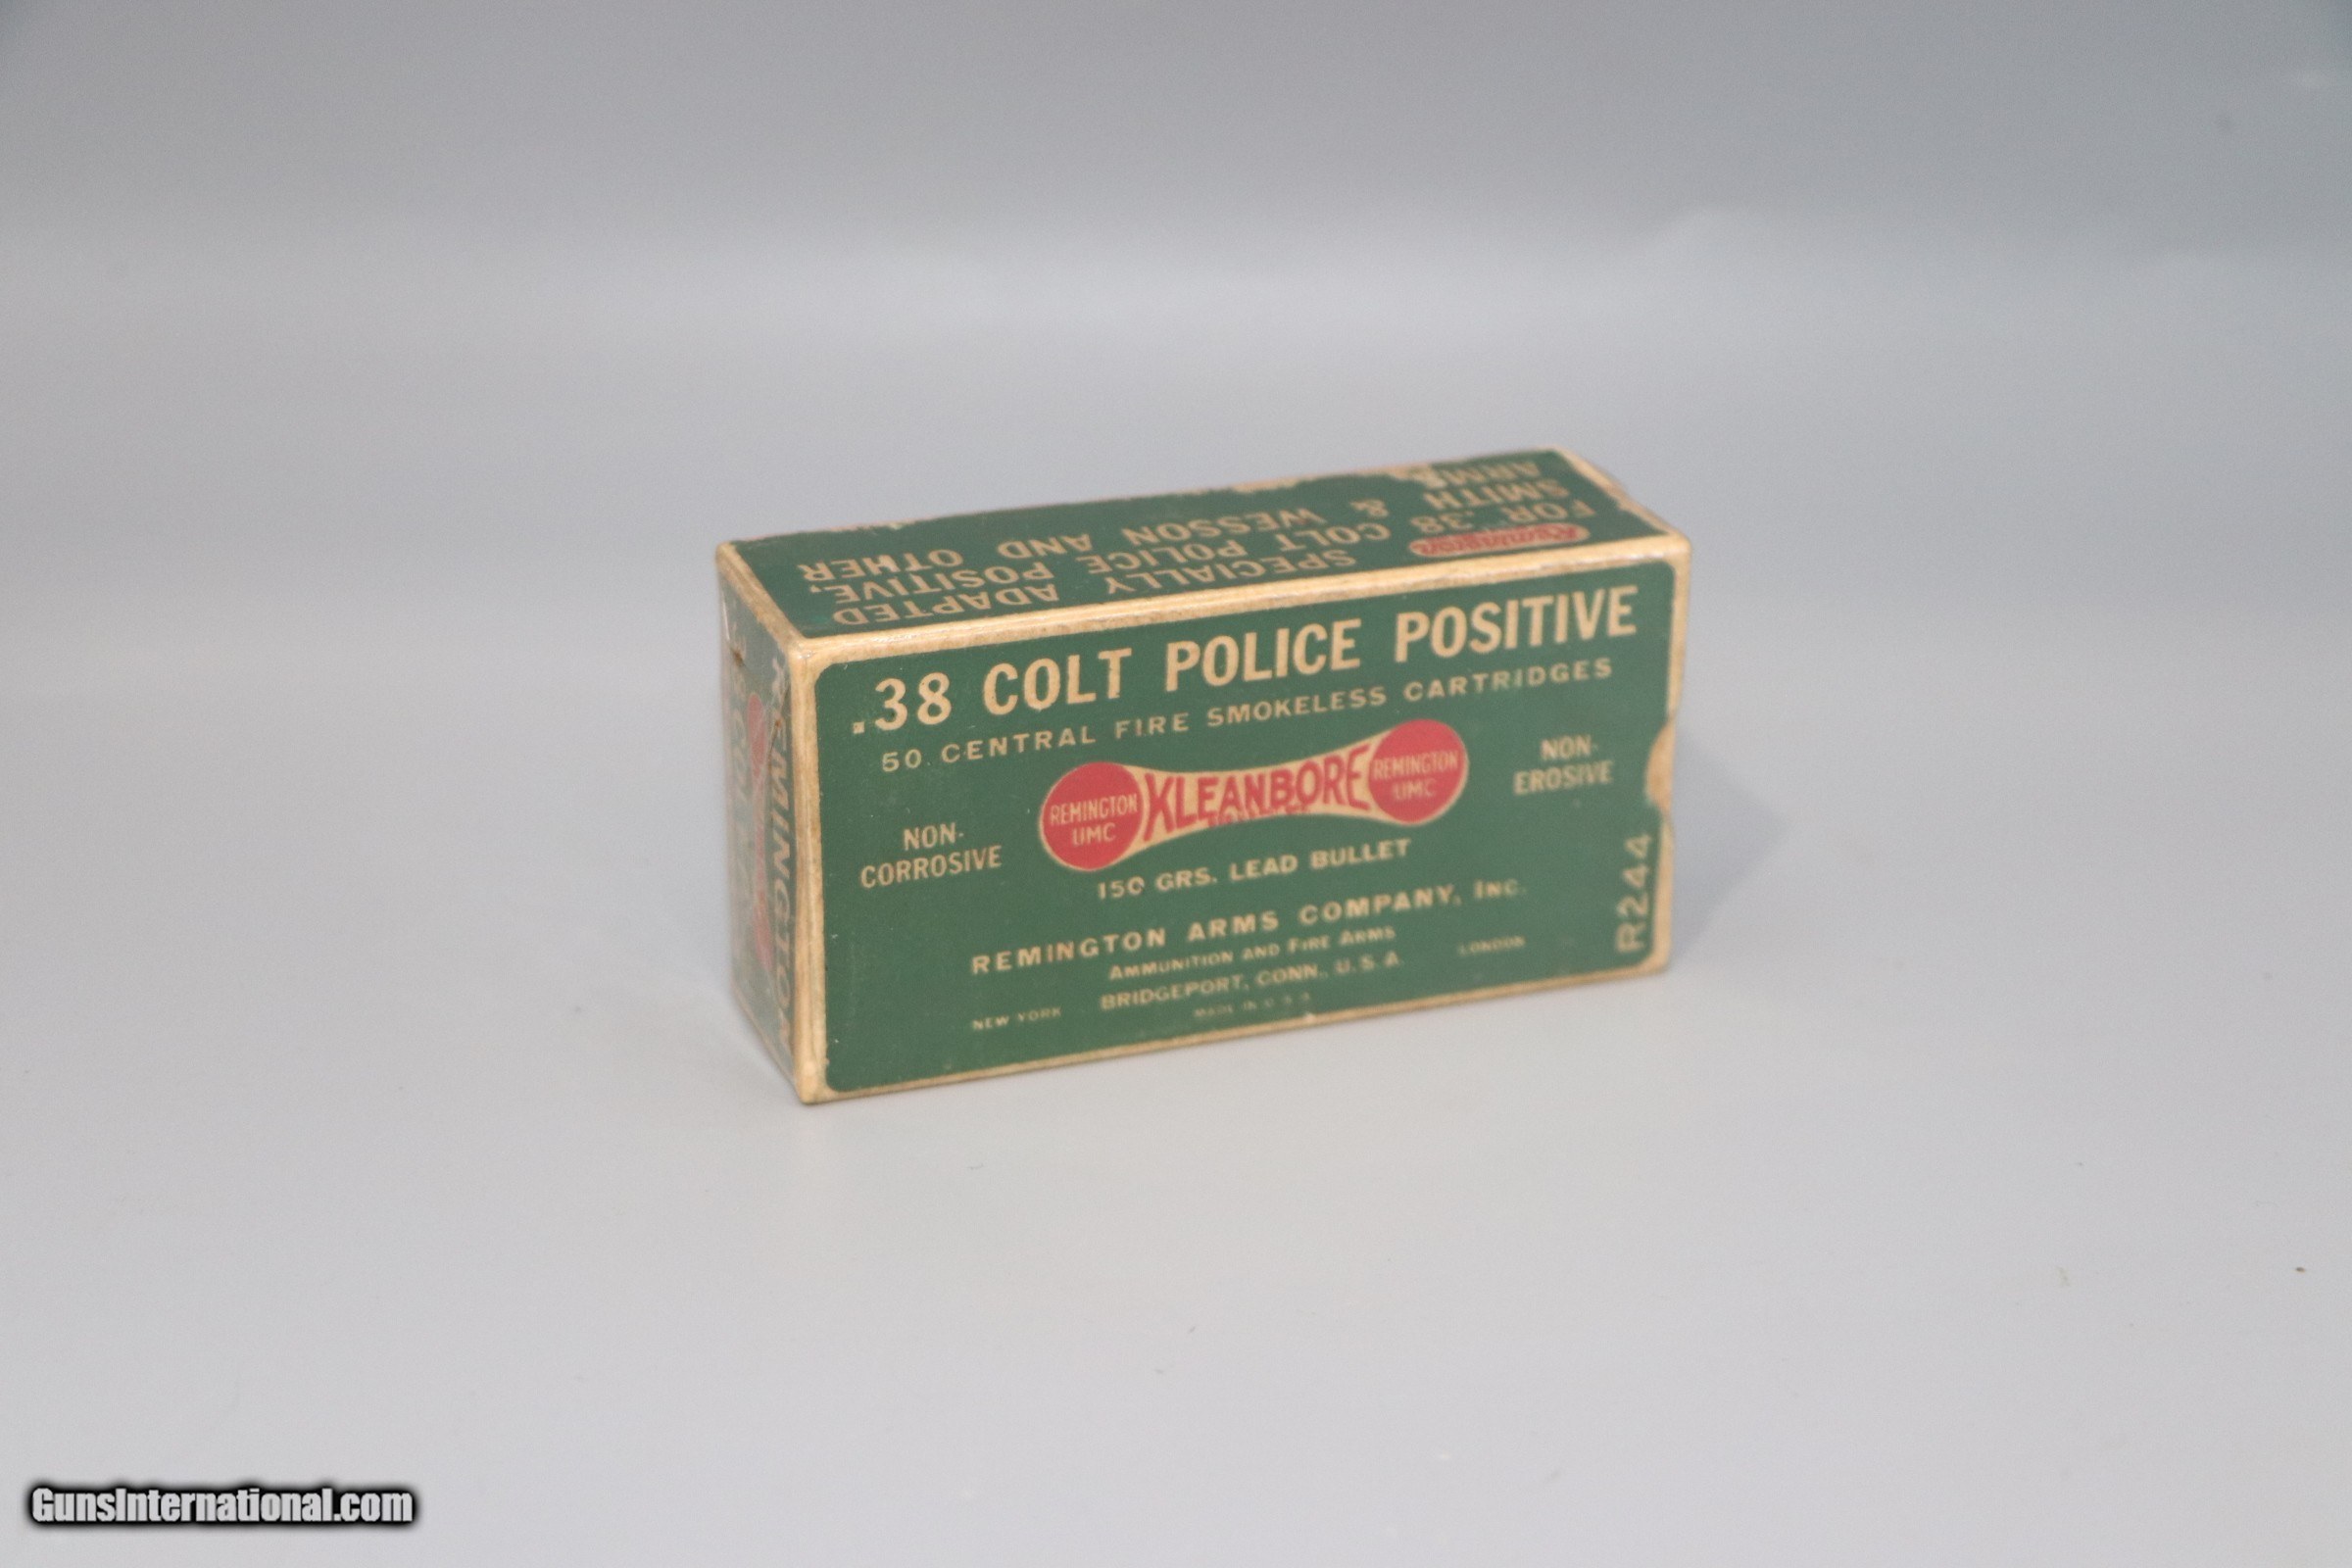 SPECIALLY ADAPTED
FOR .38 COLT POLICE POSITIVE,
SMITH & WESSON AND OTHER
ARMS
Remington
.38 COLT POLICE POSITIVE
50 CENTRAL FIRE SMOKELESS CARTRIDGES
REMINGTON
UMC
KLEANBORE
REMINGTON
UMC
NON-
CORROSIVE
NON-
EROSIVE
150 GRS. LEAD BULLET
REMINGTON ARMS COMPANY, INC.
AMMUNITION AND FIRE ARMS
BRIDGEPORT, CONN., U.S.A.
NEW YORK
LONDON
MADE IN U.S.A.
R244
REMINGTON
GunsInternational.com